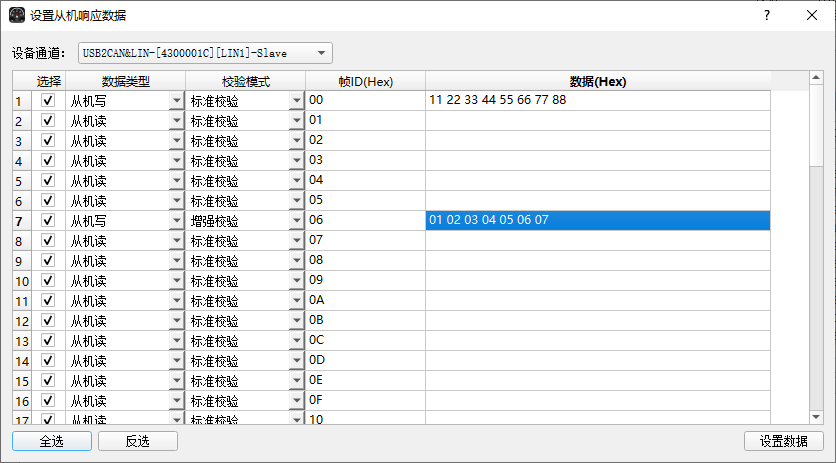 设置从机响应数据
设备通道： USB2CAN&LIN-[4300001C][LIN1]-Slave
选择 数据类型 校验模式 帧ID(Hex) 数据(Hex)
1 从机写 标准校验 00 11 22 33 44 55 66 77 88
2 从机读 标准校验 01
3 从机读 标准校验 02
4 从机读 标准校验 03
5 从机读 标准校验 04
6 从机读 标准校验 05
7 从机写 增强校验 06 01 02 03 04 05 06 07
8 从机读 标准校验 07
9 从机读 标准校验 08
10 从机读 标准校验 09
11 从机读 标准校验 0A
12 从机读 标准校验 0B
13 从机读 标准校验 0C
14 从机读 标准校验 0D
15 从机读 标准校验 0E
16 从机读 标准校验 0F
17 从机读 标准校验 10
全选 反选 设置数据